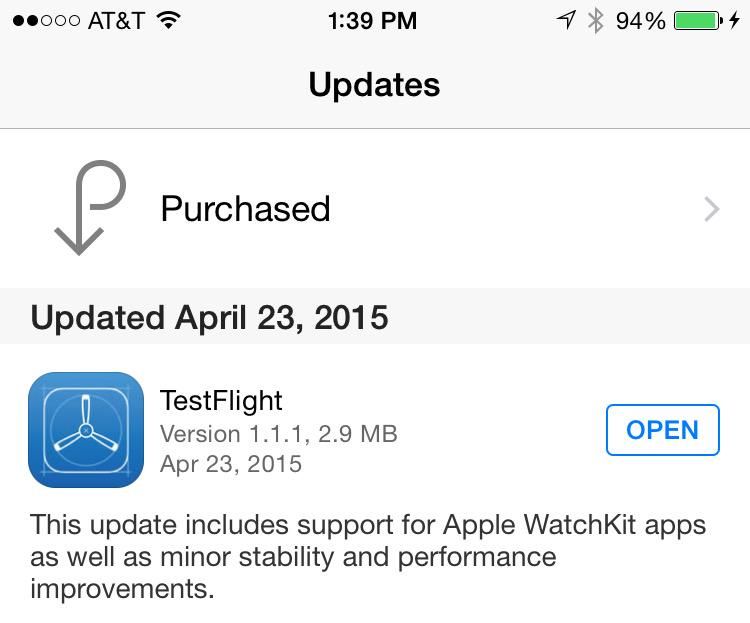 AT&T 1:39 PM 94%
Updates
Purchased
Updated April 23, 2015
TestFlight
Version 1.1.1, 2.9 MB
OPEN
Apr 23, 2015
This update includes support for Apple WatchKit apps
as well as minor stability and performance
improvements.